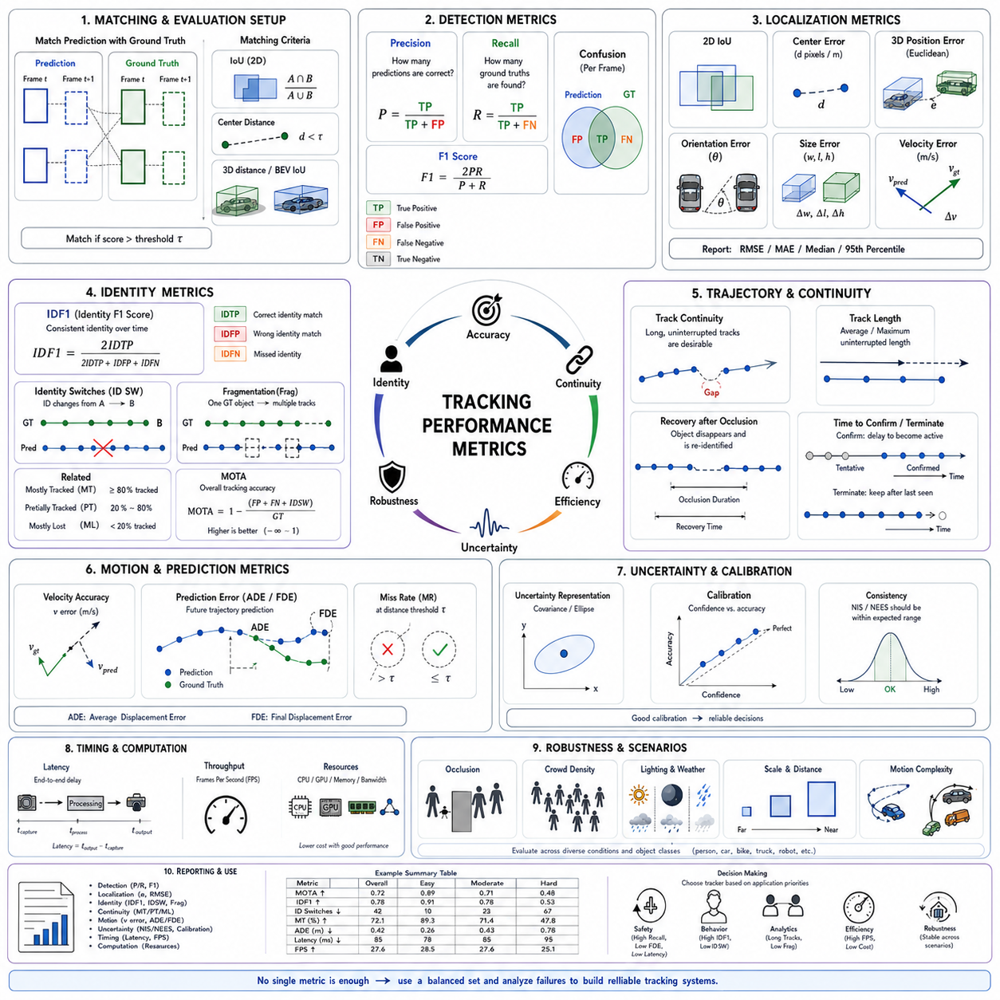 1. MATCHING & EVALUATION SETUP
Match Prediction with Ground Truth
Prediction
Ground Truth
Frame t
Frame t+1
Frame t
Frame t+1
Matching Criteria
IoU (2D)
A ∩ B
A ∪ B
Center Distance
d < τ
3D distance / BEV IoU
Match if score > threshold τ
2. DETECTION METRICS
Precision
How many
predictions are correct?
P = TP / TP + FP
Recall
How many
ground truths
are found?
R = TP / TP + FN
F1 Score
F1 = 2PR / P + R
Confusion
(Per Frame)
Prediction
GT
FP
TP
FN
TP True Positive
FP False Positive
FN False Negative
TN True Negative
3. LOCALIZATION METRICS
2D IoU
Center Error
(d pixels / m)
d
3D Position Error
(Euclidean)
e
Orientation Error
(θ)
θ
Size Error
(w, l, h)
Δw, Δl, Δh
Velocity Error
(m/s)
v_pred
v_gt
Δv
Report: RMSE / MAE / Median / 95th Percentile
4. IDENTITY METRICS
IDF1 (Identity F1 Score)
Consistent identity over time
IDF1 = 2IDTP / 2IDTP + IDFP + IDFN
IDTP Correct identity match
IDFP Wrong identity match
IDFN Missed identity
Identity Switches (ID SW)
ID changes from A → B
GT
B
Pred
Fragmentation (Frag)
One GT object → multiple tracks
GT
Pred
Related
Mostly Tracked (MT) ≥ 80% tracked
Pretially Tracked (PT) 20% ~ 80%
Mostly Lost (ML) < 20% tracked
MOTA
Overall tracking accuracy
MOTA = 1 − (FP + FN + IDSW) / GT
Higher is better (−∞ ~ 1)
TRACKING
PERFORMANCE
METRICS
Accuracy
Continuity
Efficiency
Uncertainty
Robustness
Identity
5. TRAJECTORY & CONTINUITY
Track Continuity
Long, uninterrupted tracks
are desirable
Gap
Track Length
Average / Maximum
uninterrupted length
Recovery after Occlusion
Object disappears and
is re-identified
Occlusion Duration
Recovery Time
Time to Confirm / Terminate
Confirm: delay to become active
Tentative
Confirmed
Time
Terminate: keep after last seen
Time
6. MOTION & PREDICTION METRICS
Velocity Accuracy
v error (m/s)
v_gt
v_pred
Prediction Error (ADE / FDE)
Future trajectory prediction
ADE
FDE
Prediction
Ground Truth
Miss Rate (MR)
at distance threshold τ
> τ
≤ τ
ADE: Average Displacement Error
FDE: Final Displacement Error
7. UNCERTAINTY & CALIBRATION
Uncertainty Representation
Covariance / Ellipse
y
x
Calibration
Confidence vs. accuracy
Accuracy
Perfect
Confidence
Consistency
NIS / NEES should be
within expected range
Low
OK
High
Good calibration → reliable decisions
8. TIMING & COMPUTATION
Latency
End-to-end delay
Processing
t_capture
t_process
t_output
Latency = t_output − t_capture
Throughput
Frames Per Second (FPS)
Resources
CPU / GPU / Memory / Banwidth
CPU
GPU
Lower cost with good performance
9. ROBUSTNESS & SCENARIOS
Occlusion
Crowd Density
Lighting & Weather
Scale & Distance
Far
Near
Motion Complexity
Evaluate across diverse conditions and object classes (person, car, bike, truck, robot, etc.)
10. REPORTING & USE
• Detection (P/R, F1)
• Localization (e, RMSE)
• Identity (IDF1, IDSW, Frag)
• Continuity (MT/PT/ML)
• Motion (v error, ADE/FDE)
• Uncertainty (NIS/NEES, Calibration)
• Timing (Latency, FPS)
• Computation (Resarures)
Example Summary Table
Metric Overall Easy Moderate Hard
MOTA ↑ 0.72 0.89 0.71 0.48
IDF1 ↑ 0.78 0.91 0.78 0.53
ID Switches ↓ 42 10 23 67
MT (%) ↓ 72.1 89.3 71.4 47.8
ADE (m) ↓ 0.42 0.26 0.43 0.78
Latency (ms) ↓ 85 78 85 95
FPS ↑ 27.6 28.5 27.6 25.1
Decision Making
Choose tracker based on application priorities
Safety
(High Recall,
Low FDE,
Low Latency)
Behavior
(High IDF1,
Low IDSW)
Analytics
(Long Tracks,
Low Frag)
Efficiency
(High FPS,
Low Cost)
Robustness
(Stable across
scenarios)
No single metric is enough → use a balanced set and analyze failures to build relliable tracking systems.